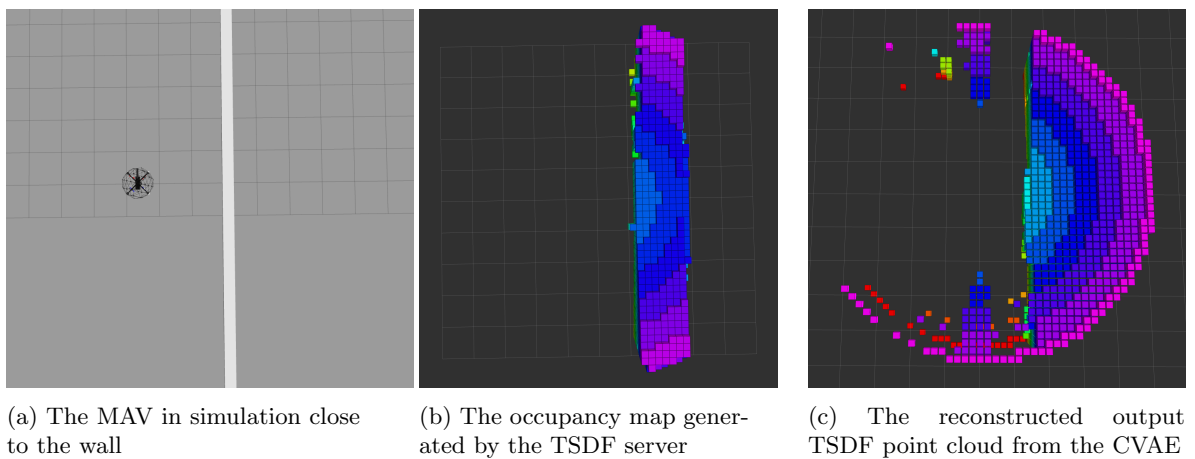 (a) The MAV in simulation close
to the wall
(b) The occupancy map gener-
ated by the TSDF server
(c) The reconstructed output
TSDF point cloud from the CVAE